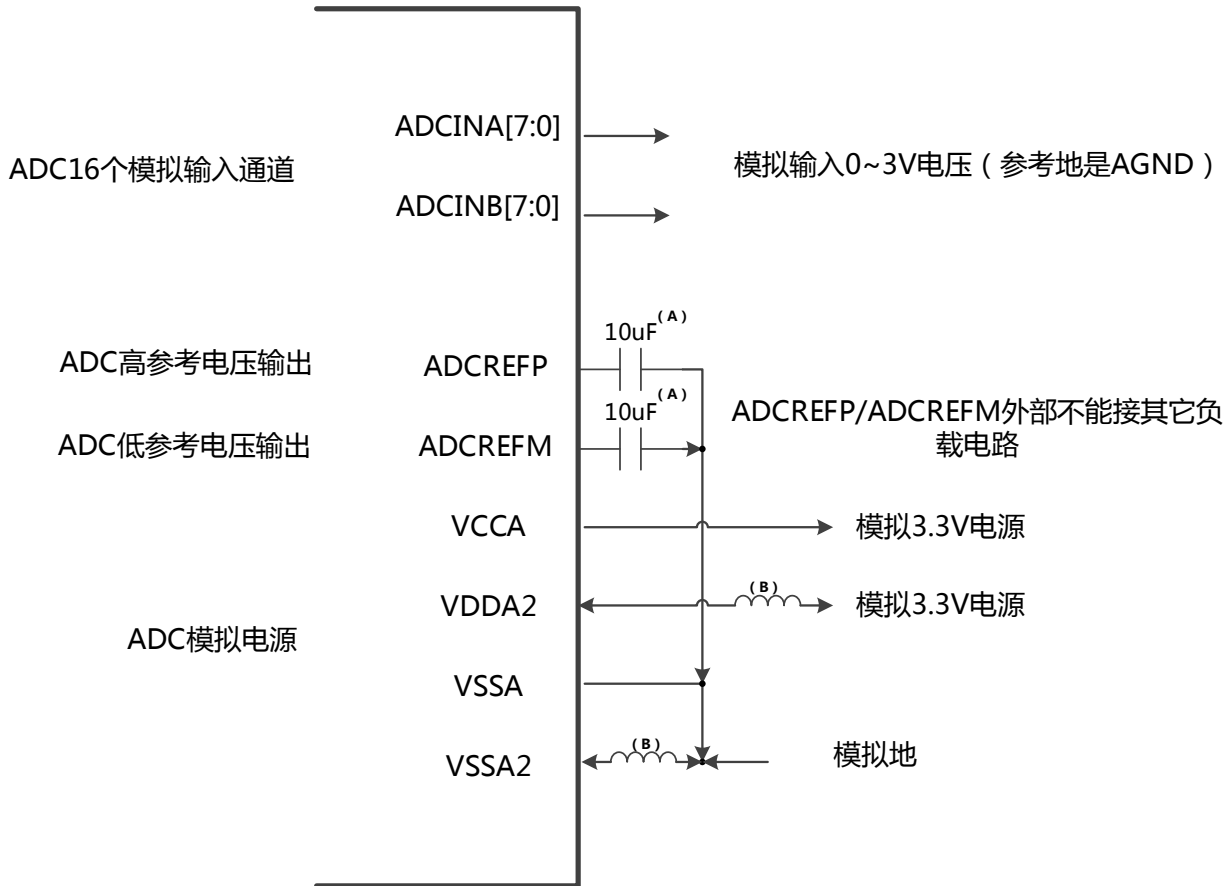 ADCINA[7:0]
ADC16个模拟输入通道
模拟输入0~3V电压（参考地是AGND）
ADCINB[7:0]
10uF(A)
ADC高参考电压输出
ADCREFP
10uF(A)
ADCREFP/ADCREFM外部不能接其它负
载电路
ADC低参考电压输出
ADCREFM
VCCA
模拟3.3V电源
(B)
VDDA2
模拟3.3V电源
ADC模拟电源
VSSA
(B)
VSSA2
模拟地